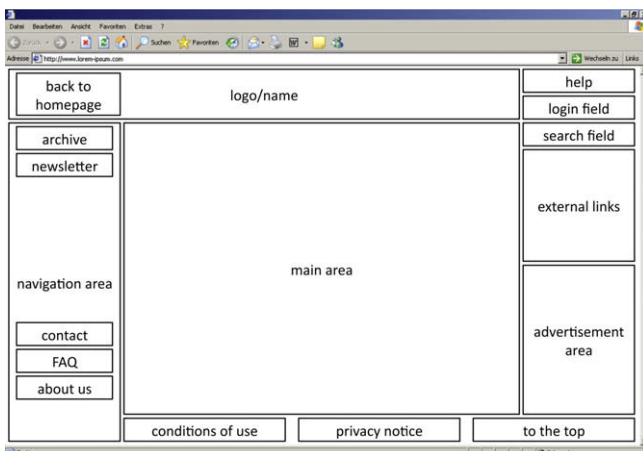 Datei Bearbeiten Ansicht Favoriten Extras ?
Zurück Suchen Favoriten
Adresse http://www.lorem-ipsum.com Wechseln zu Links
back to
homepage
logo/name
help
login field
archive
newsletter
navigation area
contact
FAQ
about us
main area
search field
external links
advertisement
area
conditions of use
privacy notice
to the top